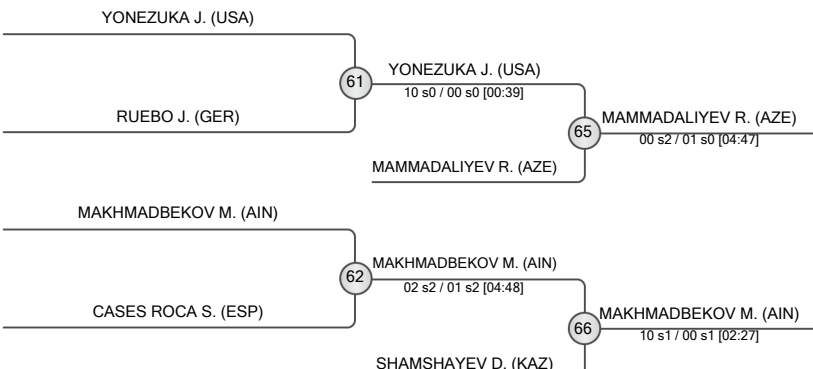 YONEZUKA J. (USA)
61
YONEZUKA J. (USA)
10 s0 / 00 s0 [00:39]
RUEBO J. (GER)
65
MAMMADALIYEV R. (AZE)
00 s2 / 01 s0 [04:47]
MAMMADALIYEV R. (AZE)
MAKHMADBEKOV M. (AIN)
62
MAKHMADBEKOV M. (AIN)
02 s2 / 01 s2 [04:48]
CASES ROCA S. (ESP)
66
MAKHMADBEKOV M. (AIN)
10 s1 / 00 s1 [02:27]
SHAMSHAYEV D. (KAZ)